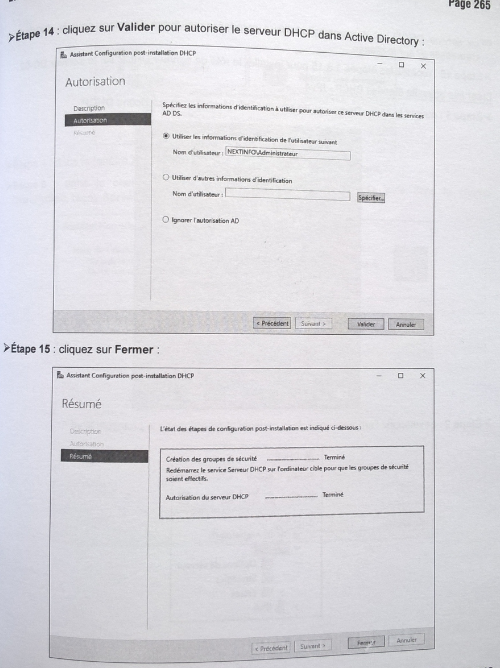 Page 265
➢Étape 14 : cliquez sur Valider pour autoriser le serveur DHCP dans Active Directory :
Assistant Configuration post-installation DHCP
Autorisation
Description
Autorisation
Résumé
Spécifiez les informations d'identification à utiliser pour autoriser ce serveur DHCP dans les services
AD DS.
Utiliser les informations d'identification de l'utilisateur suivant
Nom d'utilisateur : NEXTINFO\Administrateur
Utiliser d'autres informations d'identification
Nom d'utilisateur : Spécifier...
Ignorer l'autorisation AD
< Précédent Suivant > Valider Annuler
➢Étape 15 : cliquez sur Fermer :
Assistant Configuration post-installation DHCP
Résumé
Description
Autorisation
Résumé
L'état des étapes de configuration post-installation est indiqué ci-dessous :
Création des groupes de sécurité Terminé
Redémarrez le service Serveur DHCP sur l'ordinateur cible pour que les groupes de sécurité
soient effectifs.
Autorisation du serveur DHCP Terminé
< Précédent Suivant > Fermer Annuler